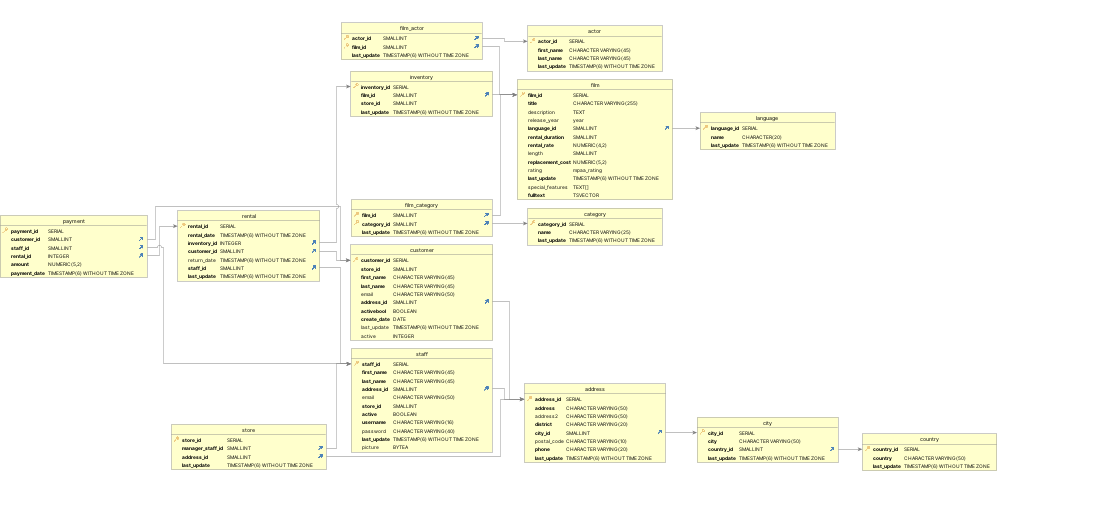 film_actor
actor_id SMALLINT
film_id SMALLINT
last_update TIMESTAMP(6) WITHOUT TIME ZONE
actor
actor_id SERIAL
first_name CHARACTER VARYING(45)
last_name CHARACTER VARYING(45)
last_update TIMESTAMP(6) WITHOUT TIME ZONE
inventory
inventory_id SERIAL
film_id SMALLINT
store_id SMALLINT
last_update TIMESTAMP(6) WITHOUT TIME ZONE
film
film_id SERIAL
title CHARACTER VARYING(255)
description TEXT
release_year year
language_id SMALLINT
rental_duration SMALLINT
rental_rate NUMERIC(4,2)
length SMALLINT
replacement_cost NUMERIC(5,2)
rating mpaa_rating
last_update TIMESTAMP(6) WITHOUT TIME ZONE
special_features TEXT[]
fulltext TSVECTOR
language
language_id SERIAL
name CHARACTER(20)
last_update TIMESTAMP(6) WITHOUT TIME ZONE
payment
payment_id SERIAL
customer_id SMALLINT
staff_id SMALLINT
rental_id INTEGER
amount NUMERIC(5,2)
payment_date TIMESTAMP(6) WITHOUT TIME ZONE
rental
rental_id SERIAL
rental_date TIMESTAMP(6) WITHOUT TIME ZONE
inventory_id INTEGER
customer_id SMALLINT
return_date TIMESTAMP(6) WITHOUT TIME ZONE
staff_id SMALLINT
last_update TIMESTAMP(6) WITHOUT TIME ZONE
film_category
film_id SMALLINT
category_id SMALLINT
last_update TIMESTAMP(6) WITHOUT TIME ZONE
category
category_id SERIAL
name CHARACTER VARYING(25)
last_update TIMESTAMP(6) WITHOUT TIME ZONE
customer
customer_id SERIAL
store_id SMALLINT
first_name CHARACTER VARYING(45)
last_name CHARACTER VARYING(45)
email CHARACTER VARYING(50)
address_id SMALLINT
activebool BOOLEAN
create_date DATE
last_update TIMESTAMP(6) WITHOUT TIME ZONE
active INTEGER
staff
staff_id SERIAL
first_name CHARACTER VARYING(45)
last_name CHARACTER VARYING(45)
address_id SMALLINT
email CHARACTER VARYING(50)
store_id SMALLINT
active BOOLEAN
username CHARACTER VARYING(16)
password CHARACTER VARYING(40)
last_update TIMESTAMP(6) WITHOUT TIME ZONE
picture BYTEA
store
store_id SERIAL
manager_staff_id SMALLINT
address_id SMALLINT
last_update TIMESTAMP(6) WITHOUT TIME ZONE
address
address_id SERIAL
address CHARACTER VARYING(50)
address2 CHARACTER VARYING(50)
district CHARACTER VARYING(20)
city_id SMALLINT
postal_code CHARACTER VARYING(10)
phone CHARACTER VARYING(20)
last_update TIMESTAMP(6) WITHOUT TIME ZONE
city
city_id SERIAL
city CHARACTER VARYING(50)
country_id SMALLINT
last_update TIMESTAMP(6) WITHOUT TIME ZONE
country
country_id SERIAL
country CHARACTER VARYING(50)
last_update TIMESTAMP(6) WITHOUT TIME ZONE